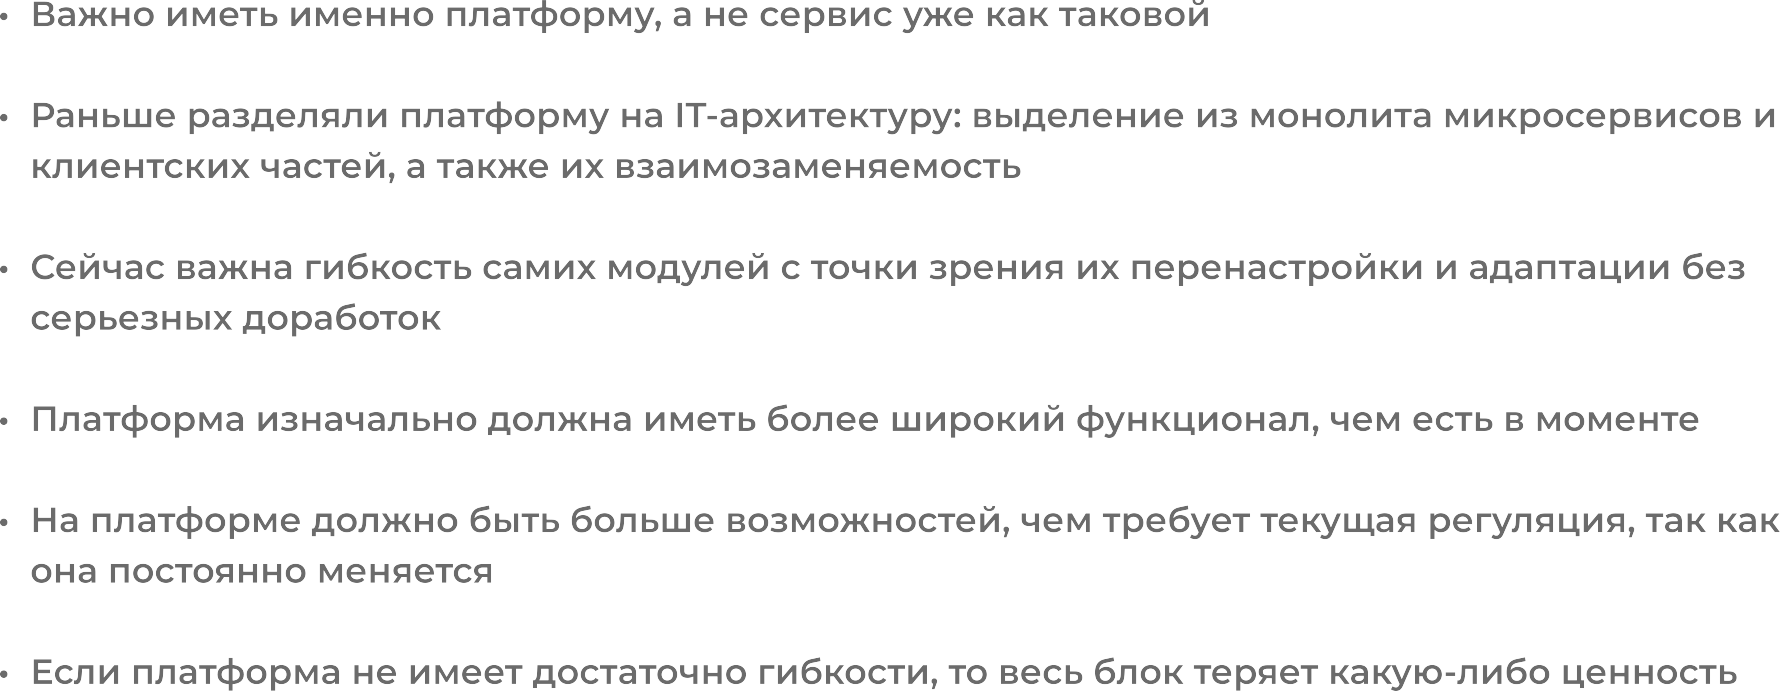 • Важно иметь именно платформу, а не сервис уже как таковой
• Раньше разделяли платформу на IT-архитектуру: выделение из монолита микросервисов и
клиентских частей, а также их взаимозаменяемость
• Сейчас важна гибкость самих модулей с точки зрения их перенастройки и адаптации без
серьезных доработок
• Платформа изначально должна иметь более широкий функционал, чем есть в моменте
• На платформе должно быть больше возможностей, чем требует текущая регуляция, так как
она постоянно меняется
• Если платформа не имеет достаточно гибкости, то весь блок теряет какую-либо ценность